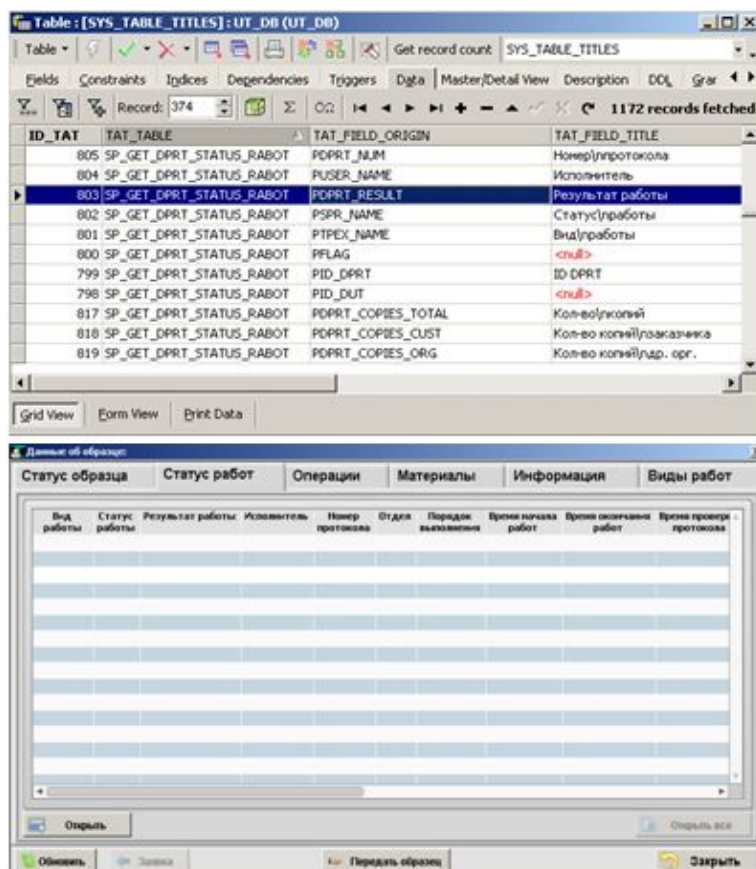 Table : [SYS_TABLE_TITLES] : UT_DB (UT_DB)
Table Get record count SYS_TABLE_TITLES
Fields Constraints Indices Dependencies Triggers Data Master/Detail View Description DDL Grar
Record: 374 1172 records fetched
ID_TAT TAT_TABLE TAT_FIELD_ORIGIN TAT_FIELD_TITLE
805 SP_GET_DPRT_STATUS_RABOT PDPRT_NUM Номер\nпротокола
804 SP_GET_DPRT_STATUS_RABOT PUSER_NAME Исполнитель
803 SP_GET_DPRT_STATUS_RABOT PDPRT_RESULT Результат работы
802 SP_GET_DPRT_STATUS_RABOT PSPR_NAME Статус\nработы
801 SP_GET_DPRT_STATUS_RABOT PTPEX_NAME Вид\nработы
800 SP_GET_DPRT_STATUS_RABOT PFLAG <null>
799 SP_GET_DPRT_STATUS_RABOT PID_DPRT ID DPRT
798 SP_GET_DPRT_STATUS_RABOT PID_DUT <null>
817 SP_GET_DPRT_STATUS_RABOT PDPRT_COPIES_TOTAL Кол-во\nкопий
818 SP_GET_DPRT_STATUS_RABOT PDPRT_COPIES_CUST Кол-во копий\nзаказчика
819 SP_GET_DPRT_STATUS_RABOT PDPRT_COPIES_ORG Кол-во копий\nдр. орг.
Grid View Form View Print Data
Данные об образце:
Статус образца Статус работ Операции Материалы Информация Виды работ
Вид Статус Результат работы Исполнитель Номер Отдел Порядок Время начала Время окончания Время провер
работы работы протокола выполнения работ работ протокола
Открыть Открыть все
Обновить Заявка Передать образец Закрыть